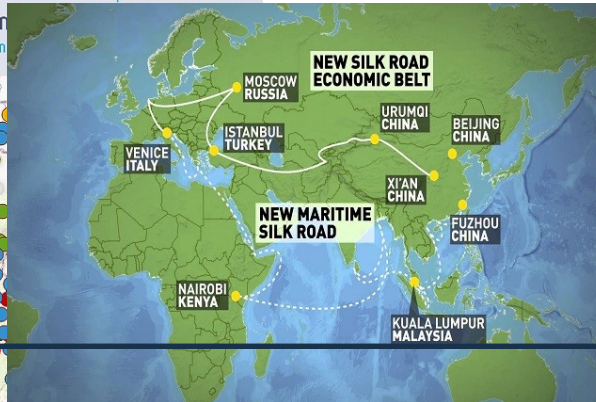 NEW SILK ROAD
ECONOMIC BELT
MOSCOW
RUSSIA
URUMQI
CHINA
BEIJING
CHINA
ISTANBUL
TURKEY
VENICE
ITALY
XI'AN
CHINA
NEW MARITIME
SILK ROAD
FUZHOU
CHINA
NAIROBI
KENYA
KUALA LUMPUR
MALAYSIA